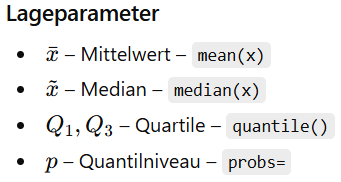 Lageparameter
• x̄ – Mittelwert – mean(x)
• x̃ – Median – median(x)
• Q₁, Q₃ – Quartile – quantile()
• p – Quantilniveau – probs=